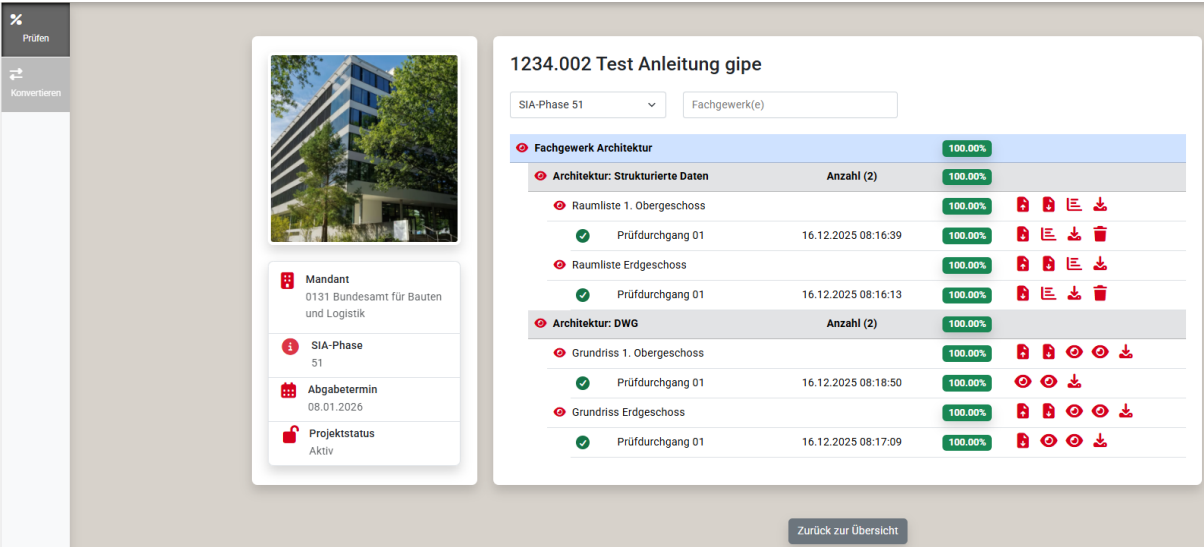 Prüfen
Konvertieren
Mandant
0131 Bundesamt für Bauten
und Logistik
SIA-Phase
51
Abgabetermin
08.01.2026
Projektstatus
Aktiv
1234.002 Test Anleitung gipe
SIA-Phase 51 Fachgewerk(e)
Fachgewerk Architektur 100.00%
Architektur: Strukturierte Daten Anzahl (2) 100.00%
Raumliste 1. Obergeschoss 100.00%
Prüfdurchgang 01 16.12.2025 08:16:39 100.00%
Raumliste Erdgeschoss 100.00%
Prüfdurchgang 01 16.12.2025 08:16:13 100.00%
Architektur: DWG Anzahl (2) 100.00%
Grundriss 1. Obergeschoss 100.00%
Prüfdurchgang 01 16.12.2025 08:18:50 100.00%
Grundriss Erdgeschoss 100.00%
Prüfdurchgang 01 16.12.2025 08:17:09 100.00%
Zurück zur Übersicht